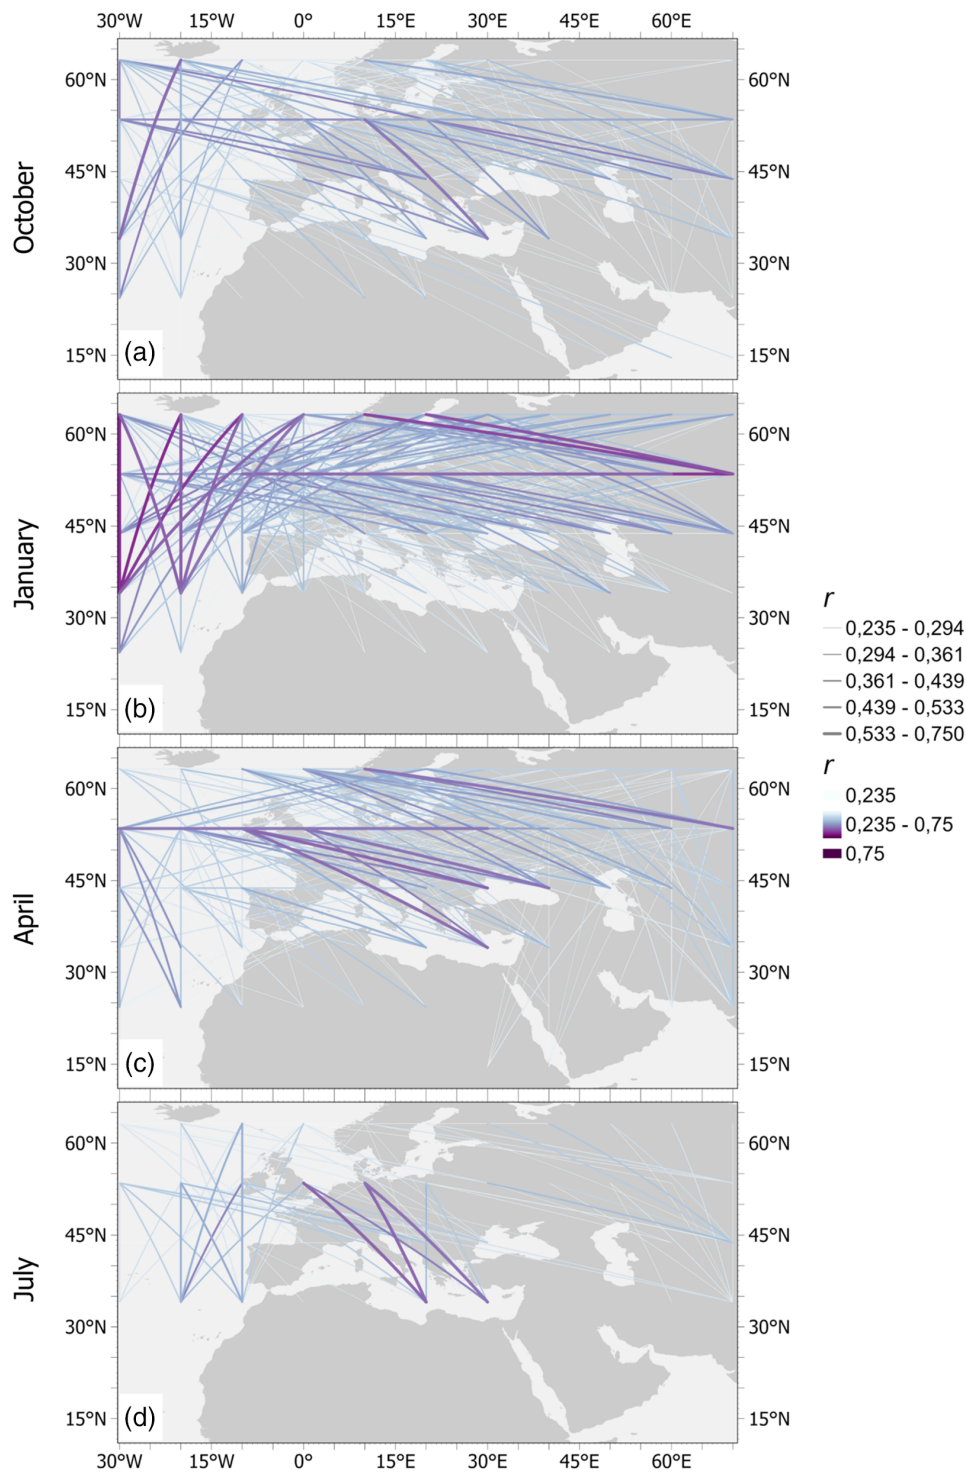 30°W 15°W 0° 15°E 30°E 45°E 60°E
60°N 60°N
45°N 45°N
October
30°N 30°N
15°N 15°N
(a)
60°N 60°N
45°N 45°N
January
30°N 30°N
15°N 15°N
(b)
r
0,235 - 0,294
0,294 - 0,361
0,361 - 0,439
0,439 - 0,533
0,533 - 0,750
r
0,235
0,235 - 0,75
0,75
60°N 60°N
45°N 45°N
April
30°N 30°N
15°N 15°N
(c)
60°N 60°N
45°N 45°N
July
30°N 30°N
15°N 15°N
(d)
30°W 15°W 0° 15°E 30°E 45°E 60°E